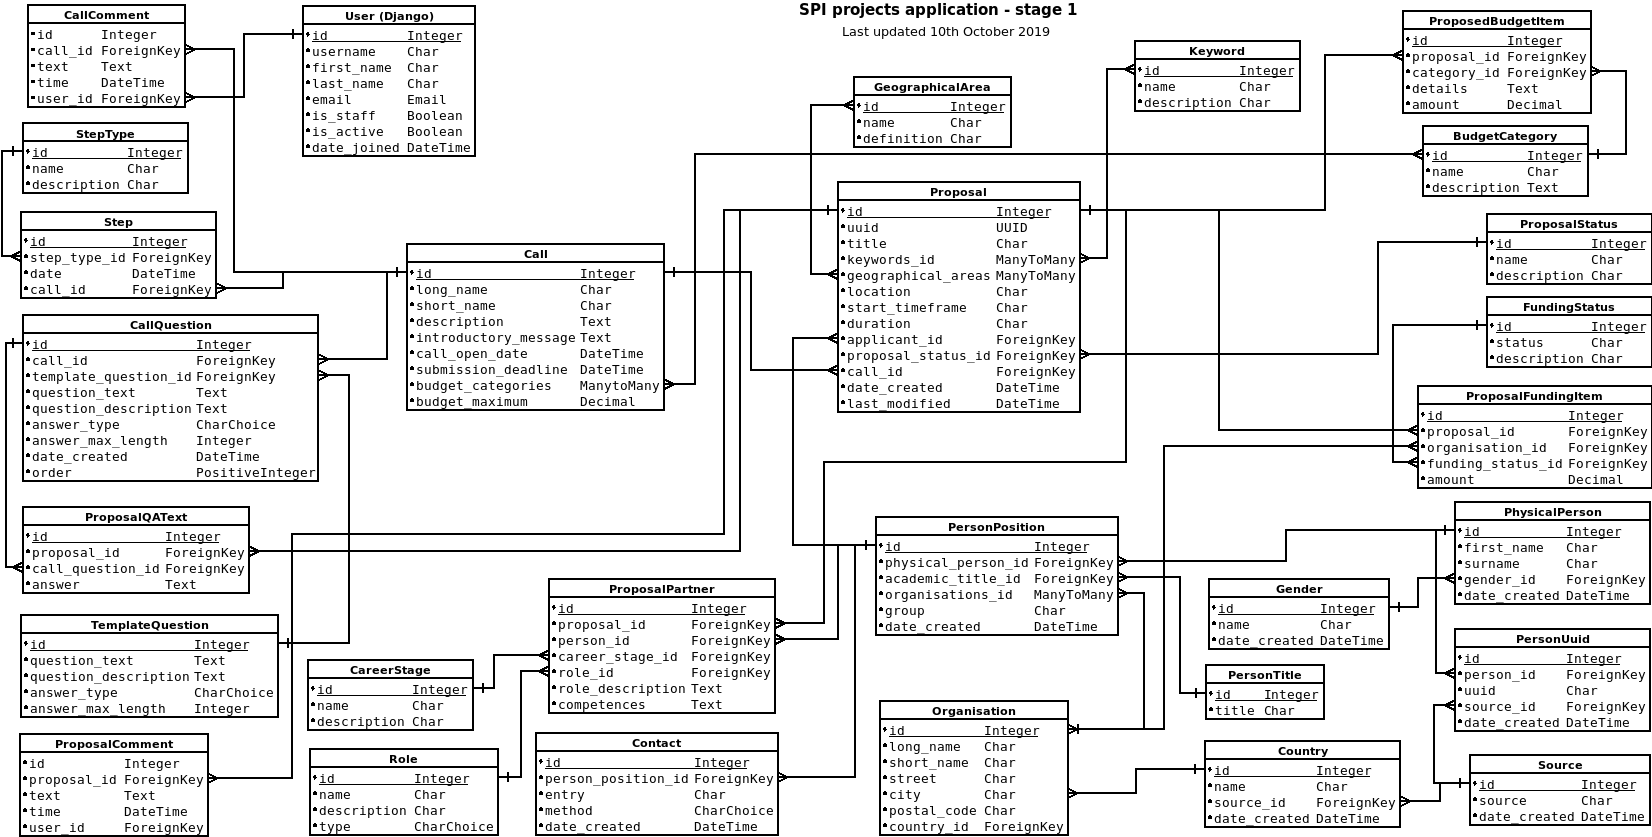 SPI projects application - stage 1
Last updated 10th October 2019
CallComment
id Integer
call_id ForeignKey
text Text
time DateTime
user_id ForeignKey
User (Django)
id Integer
username Char
first_name Char
last_name Char
email Email
is_staff Boolean
is_active Boolean
date_joined DateTime
StepType
id Integer
name Char
description Char
Step
id Integer
step_type_id ForeignKey
date DateTime
call_id ForeignKey
CallQuestion
id Integer
call_id ForeignKey
template_question_id ForeignKey
question_text Text
question_description Text
answer_type CharChoice
answer_max_length Integer
date_created DateTime
order PositiveInteger
ProposalQAText
id Integer
proposal_id ForeignKey
call_question_id ForeignKey
answer Text
TemplateQuestion
id Integer
question_text Text
question_description Text
answer_type CharChoice
answer_max_length Integer
ProposalComment
id Integer
proposal_id ForeignKey
text Text
time DateTime
user_id ForeignKey
Call
id Integer
long_name Char
short_name Char
description Text
introductory_message Text
call_open_date DateTime
submission_deadline DateTime
budget_categories ManytoMany
budget_maximum Decimal
CareerStage
id Integer
name Char
description Char
Role
id Integer
name Char
description Char
type CharChoice
ProposalPartner
id Integer
proposal_id ForeignKey
person_id ForeignKey
career_stage_id ForeignKey
role_id ForeignKey
role_description Text
competences Text
Contact
id Integer
person_position_id ForeignKey
entry Char
method CharChoice
date_created DateTime
GeographicalArea
id Integer
name Char
definition Char
Keyword
id Integer
name Char
description Char
Proposal
id Integer
uuid UUID
title Char
keywords_id ManyToMany
geographical_areas ManyToMany
location Char
start_timeframe Char
duration Char
applicant_id ForeignKey
proposal_status_id ForeignKey
call_id ForeignKey
date_created DateTime
last_modified DateTime
PersonPosition
id Integer
physical_person_id ForeignKey
academic_title_id ForeignKey
organisations_id ManyToMany
group Char
date_created DateTime
Organisation
id Integer
long_name Char
short_name Char
street Char
city Char
postal_code Char
country_id ForeignKey
ProposedBudgetItem
id Integer
proposal_id ForeignKey
category_id ForeignKey
details Text
amount Decimal
BudgetCategory
id Integer
name Char
description Text
ProposalStatus
id Integer
name Char
description Char
FundingStatus
id Integer
status Char
description Char
ProposalFundingItem
id Integer
proposal_id ForeignKey
organisation_id ForeignKey
funding_status_id ForeignKey
amount Decimal
PhysicalPerson
id Integer
first_name Char
surname Char
gender_id ForeignKey
date_created DateTime
Gender
id Integer
name Char
date_created DateTime
PersonUuid
id Integer
person_id ForeignKey
uuid Char
source_id ForeignKey
date_created DateTime
PersonTitle
id Integer
title Char
Country
id Integer
name Char
source_id ForeignKey
date_created DateTime
Source
id Integer
source Char
date_created DateTime